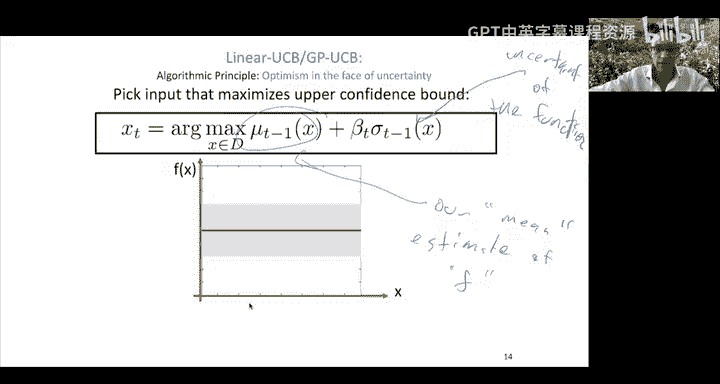 GPT中英字幕课程资源
bilibili
Linear-UCB/GP-UCB:
Algorithmic Principle: Optimism in the face of uncertainty
Pick input that maximizes upper confidence bound:
x_t = arg max_{x∈D} μ_{t−1}(x) + β_t σ_{t−1}(x)
uncertaint
of
the function
f(x)
our "mean"
estimate of
"f"
x
14